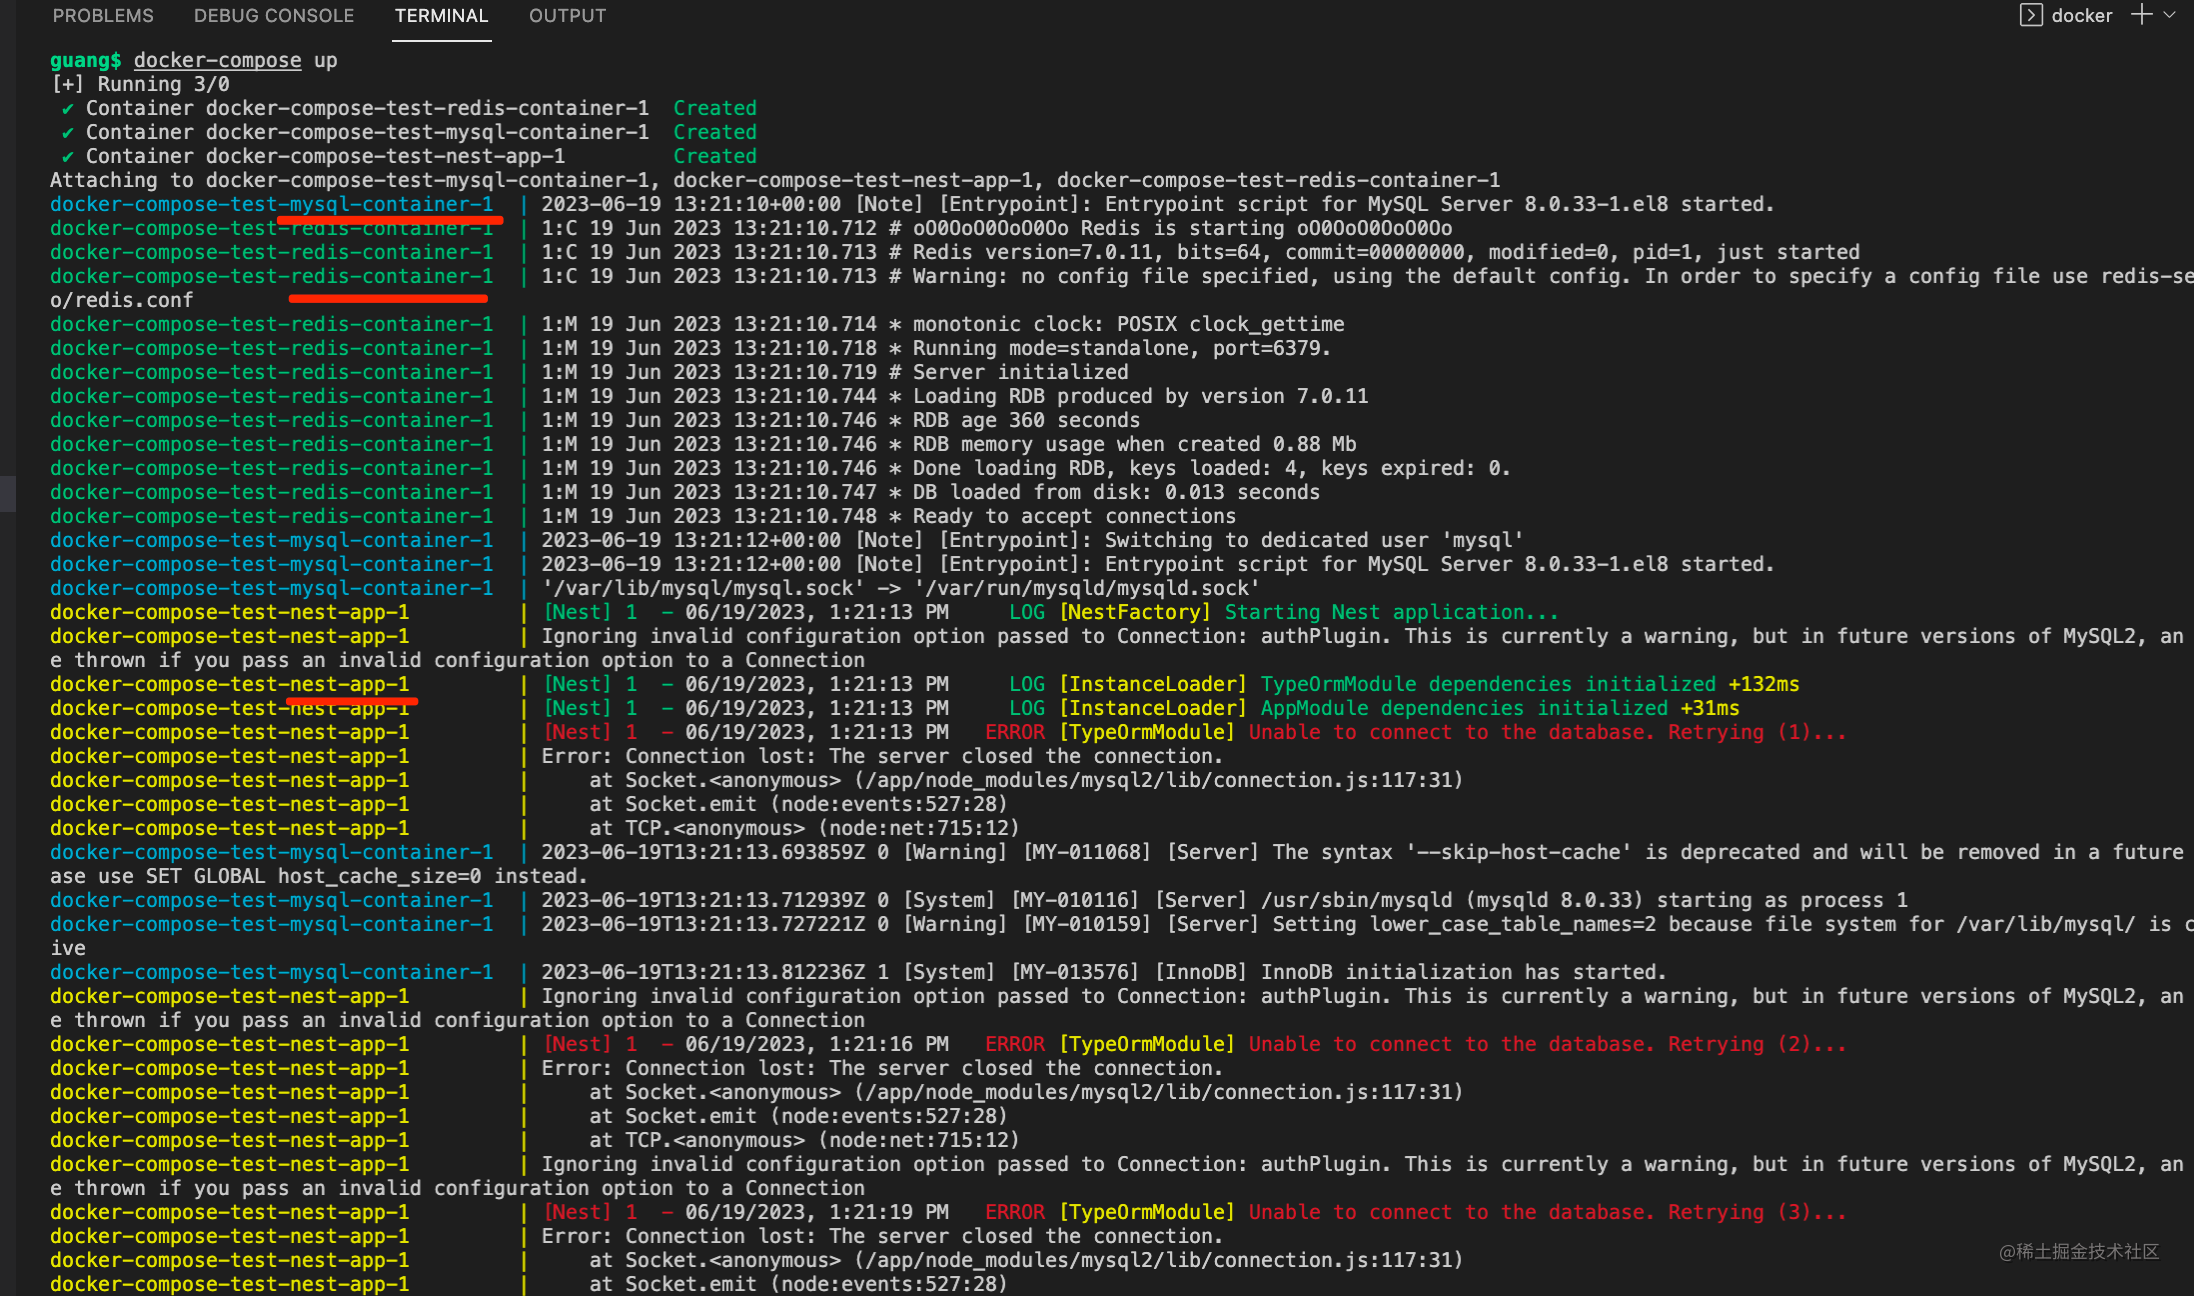 PROBLEMS DEBUG CONSOLE TERMINAL OUTPUT docker
guang$ docker-compose up
[+] Running 3/0
✔ Container docker-compose-test-redis-container-1 Created
✔ Container docker-compose-test-mysql-container-1 Created
✔ Container docker-compose-test-nest-app-1 Created
Attaching to docker-compose-test-mysql-container-1, docker-compose-test-nest-app-1, docker-compose-test-redis-container-1
docker-compose-test-mysql-container-1 | 2023-06-19 13:21:10+00:00 [Note] [Entrypoint]: Entrypoint script for MySQL Server 8.0.33-1.el8 started.
docker-compose-test-redis-container-1 | 1:C 19 Jun 2023 13:21:10.712 # oO0OoO0OoO0Oo Redis is starting oO0OoO0OoO0Oo
docker-compose-test-redis-container-1 | 1:C 19 Jun 2023 13:21:10.713 # Redis version=7.0.11, bits=64, commit=00000000, modified=0, pid=1, just started
docker-compose-test-redis-container-1 | 1:C 19 Jun 2023 13:21:10.713 # Warning: no config file specified, using the default config. In order to specify a config file use redis-se
o/redis.conf
docker-compose-test-redis-container-1 | 1:M 19 Jun 2023 13:21:10.714 * monotonic clock: POSIX clock_gettime
docker-compose-test-redis-container-1 | 1:M 19 Jun 2023 13:21:10.718 * Running mode=standalone, port=6379.
docker-compose-test-redis-container-1 | 1:M 19 Jun 2023 13:21:10.719 # Server initialized
docker-compose-test-redis-container-1 | 1:M 19 Jun 2023 13:21:10.744 * Loading RDB produced by version 7.0.11
docker-compose-test-redis-container-1 | 1:M 19 Jun 2023 13:21:10.746 * RDB age 360 seconds
docker-compose-test-redis-container-1 | 1:M 19 Jun 2023 13:21:10.746 * RDB memory usage when created 0.88 Mb
docker-compose-test-redis-container-1 | 1:M 19 Jun 2023 13:21:10.746 * Done loading RDB, keys loaded: 4, keys expired: 0.
docker-compose-test-redis-container-1 | 1:M 19 Jun 2023 13:21:10.747 * DB loaded from disk: 0.013 seconds
docker-compose-test-redis-container-1 | 1:M 19 Jun 2023 13:21:10.748 * Ready to accept connections
docker-compose-test-mysql-container-1 | 2023-06-19 13:21:12+00:00 [Note] [Entrypoint]: Switching to dedicated user 'mysql'
docker-compose-test-mysql-container-1 | 2023-06-19 13:21:12+00:00 [Note] [Entrypoint]: Entrypoint script for MySQL Server 8.0.33-1.el8 started.
docker-compose-test-mysql-container-1 | '/var/lib/mysql/mysql.sock' -> '/var/run/mysqld/mysqld.sock'
docker-compose-test-nest-app-1 | [Nest] 1 - 06/19/2023, 1:21:13 PM LOG [NestFactory] Starting Nest application...
docker-compose-test-nest-app-1 | Ignoring invalid configuration option passed to Connection: authPlugin. This is currently a warning, but in future versions of MySQL2, an
e thrown if you pass an invalid configuration option to a Connection
docker-compose-test-nest-app-1 | [Nest] 1 - 06/19/2023, 1:21:13 PM LOG [InstanceLoader] TypeOrmModule dependencies initialized +132ms
docker-compose-test-nest-app-1 | [Nest] 1 - 06/19/2023, 1:21:13 PM LOG [InstanceLoader] AppModule dependencies initialized +31ms
docker-compose-test-nest-app-1 | [Nest] 1 - 06/19/2023, 1:21:13 PM ERROR [TypeOrmModule] Unable to connect to the database. Retrying (1)...
docker-compose-test-nest-app-1 | Error: Connection lost: The server closed the connection.
docker-compose-test-nest-app-1 | at Socket.<anonymous> (/app/node_modules/mysql2/lib/connection.js:117:31)
docker-compose-test-nest-app-1 | at Socket.emit (node:events:527:28)
docker-compose-test-nest-app-1 | at TCP.<anonymous> (node:net:715:12)
docker-compose-test-mysql-container-1 | 2023-06-19T13:21:13.693859Z 0 [Warning] [MY-011068] [Server] The syntax '--skip-host-cache' is deprecated and will be removed in a future
ase use SET GLOBAL host_cache_size=0 instead.
docker-compose-test-mysql-container-1 | 2023-06-19T13:21:13.712939Z 0 [System] [MY-010116] [Server] /usr/sbin/mysqld (mysqld 8.0.33) starting as process 1
docker-compose-test-mysql-container-1 | 2023-06-19T13:21:13.727221Z 0 [Warning] [MY-010159] [Server] Setting lower_case_table_names=2 because file system for /var/lib/mysql/ is c
ive
docker-compose-test-mysql-container-1 | 2023-06-19T13:21:13.812236Z 1 [System] [MY-013576] [InnoDB] InnoDB initialization has started.
docker-compose-test-nest-app-1 | Ignoring invalid configuration option passed to Connection: authPlugin. This is currently a warning, but in future versions of MySQL2, an
e thrown if you pass an invalid configuration option to a Connection
docker-compose-test-nest-app-1 | [Nest] 1 - 06/19/2023, 1:21:16 PM ERROR [TypeOrmModule] Unable to connect to the database. Retrying (2)...
docker-compose-test-nest-app-1 | Error: Connection lost: The server closed the connection.
docker-compose-test-nest-app-1 | at Socket.<anonymous> (/app/node_modules/mysql2/lib/connection.js:117:31)
docker-compose-test-nest-app-1 | at Socket.emit (node:events:527:28)
docker-compose-test-nest-app-1 | at TCP.<anonymous> (node:net:715:12)
docker-compose-test-nest-app-1 | Ignoring invalid configuration option passed to Connection: authPlugin. This is currently a warning, but in future versions of MySQL2, an
e thrown if you pass an invalid configuration option to a Connection
docker-compose-test-nest-app-1 | [Nest] 1 - 06/19/2023, 1:21:19 PM ERROR [TypeOrmModule] Unable to connect to the database. Retrying (3)...
docker-compose-test-nest-app-1 | Error: Connection lost: The server closed the connection.
docker-compose-test-nest-app-1 | at Socket.<anonymous> (/app/node_modules/mysql2/lib/connection.js:117:31)
docker-compose-test-nest-app-1 | at Socket.emit (node:events:527:28)
@稀土掘金技术社区